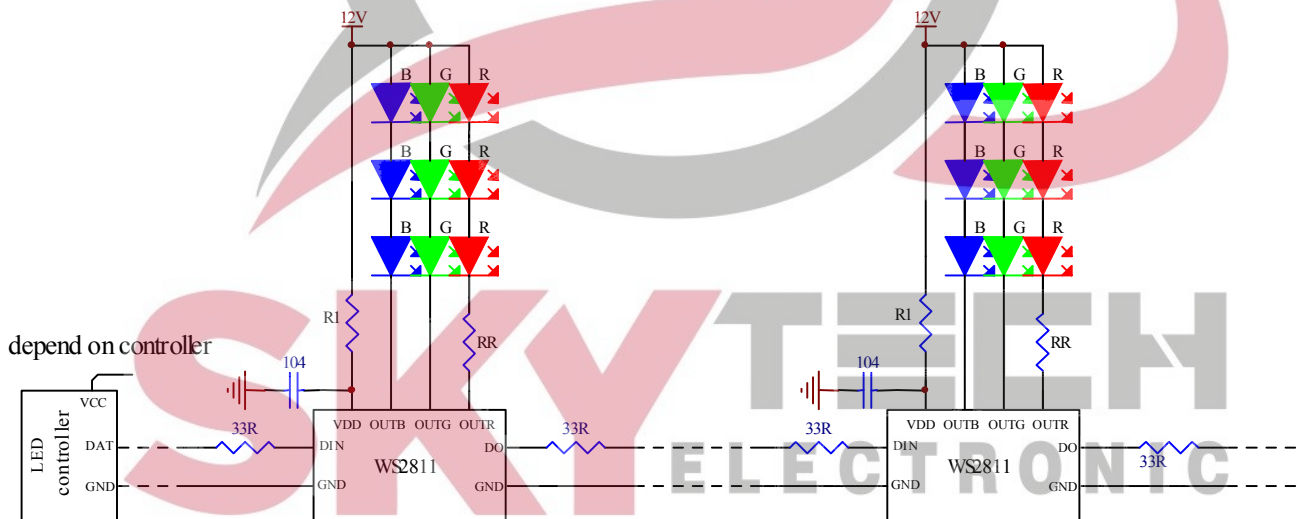 12V 12V
B G R B G R
B G R B G R
B G R B G R
R1 RR R1 RR
depend on controller
104 104
VCC
LED controller
DAT 33R DIN VDD OUTB OUTG OUTR DO 33R 33R DIN VDD OUTB OUTG OUTR DO 33R
WS2811 WS2811
GND GND GND GND GND
SKYTECH
ELECTRONIC